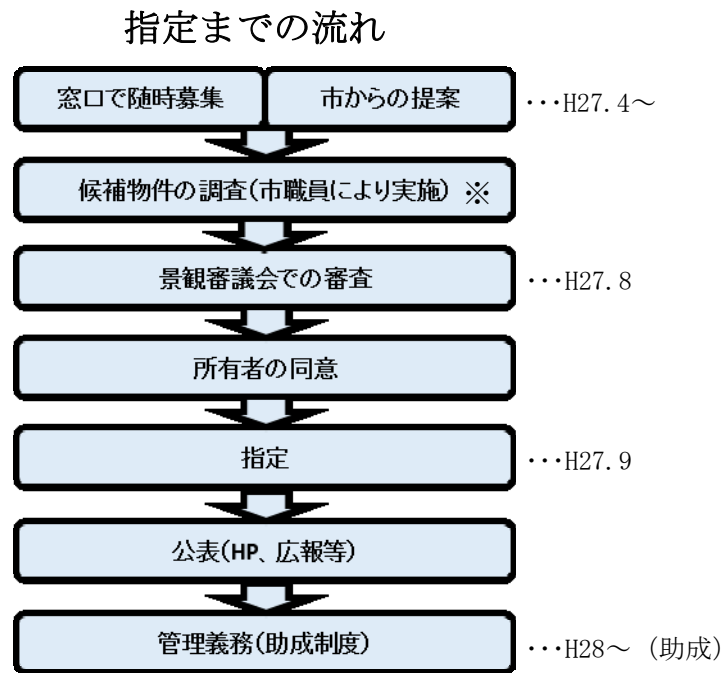 指定までの流れ
窓口で随時募集 市からの提案 ･･･H27.4～
候補物件の調査(市職員により実施) ※
景観審議会での審査 ･･･H27.8
所有者の同意
指定 ･･･H27.9
公表(HP、広報等)
管理義務(助成制度) ･･･H28～ (助成)